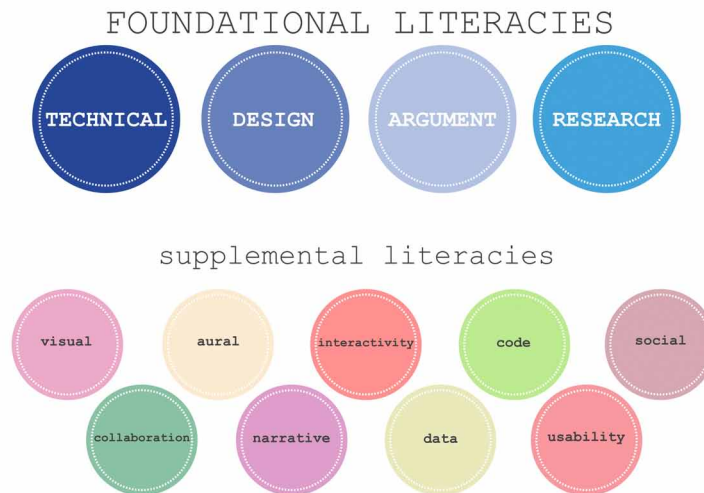 FOUNDATIONAL LITERACIES
TECHNICAL
DESIGN
ARGUMENT
RESEARCH
supplemental literacies
visual
aural
interactivity
code
social
collaboration
narrative
data
usability